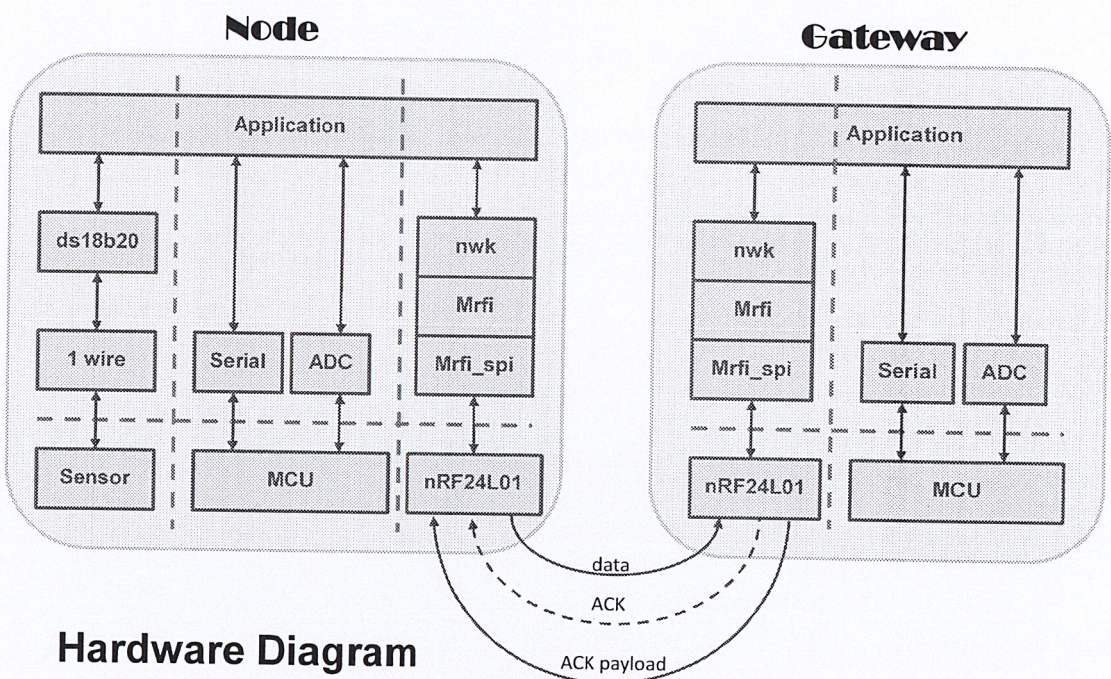 Node
Gateway
Application
ds18b20
1 wire
Sensor
Serial
ADC
MCU
nwk
Mrfi
Mrfi_spi
nRF24L01
Application
nwk
Mrfi
Mrfi_spi
nRF24L01
Serial
ADC
MCU
data
ACK
ACK payload
Hardware Diagram